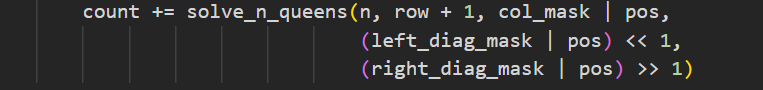 count += solve_n_queens(n, row + 1, col_mask | pos,
(left_diag_mask | pos) << 1,
(right_diag_mask | pos) >> 1)